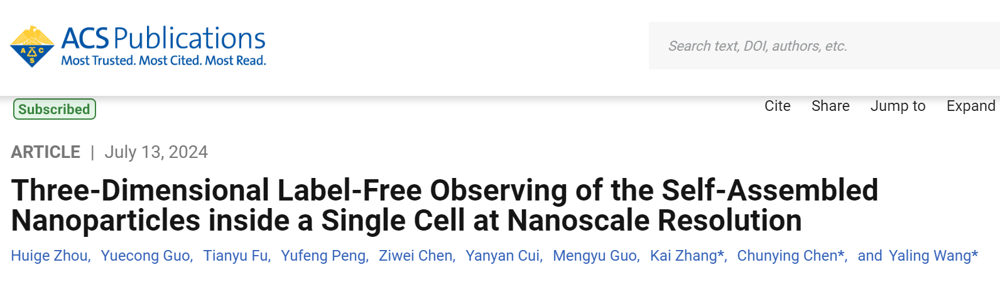 ACS Publications
Most Trusted. Most Cited. Most Read.
A C S
Search text, DOI, authors, etc.
Subscribed
Cite Share Jump to Expand
ARTICLE | July 13, 2024
Three-Dimensional Label-Free Observing of the Self-Assembled
Nanoparticles inside a Single Cell at Nanoscale Resolution
Huige Zhou, Yuecong Guo, Tianyu Fu, Yufeng Peng, Ziwei Chen, Yanyan Cui, Mengyu Guo, Kai Zhang*, Chunying Chen*, and Yaling Wang*